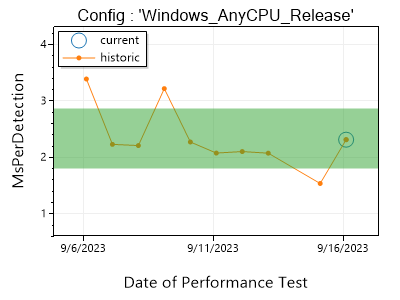 Config : 'Windows_AnyCPU_Release'
current
historic
MsPerDetection
4
3
2
1
9/6/2023
9/11/2023
9/16/2023
Date of Performance Test